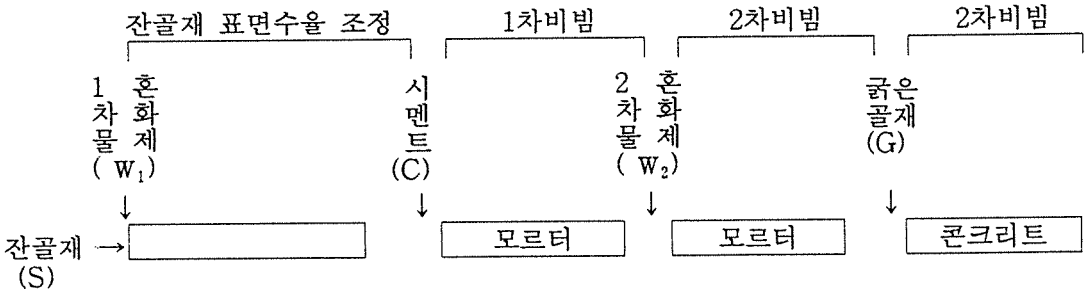 잔골재 표면수율 조정 1차비빔 2차비빔 2차비빔
1차물 혼화제 (W₁)
시멘트 (C)
2차물 혼화제 (W₂)
굵은골재 (G)
↓ ↓ ↓ ↓
잔골재 → 모르터 모르터 콘크리트
(S)